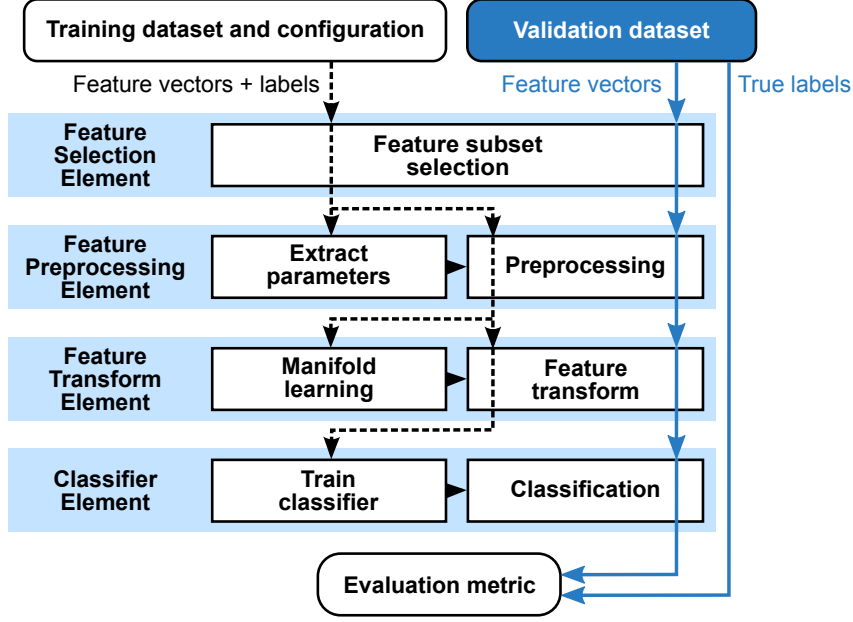 Training dataset and configuration
Validation dataset
Feature vectors + labels
Feature vectors
True labels
Feature
Selection
Element
Feature subset
selection
Feature
Preprocessing
Element
Extract
parameters
Preprocessing
Feature
Transform
Element
Manifold
learning
Feature
transform
Classifier
Element
Train
classifier
Classification
Evaluation metric